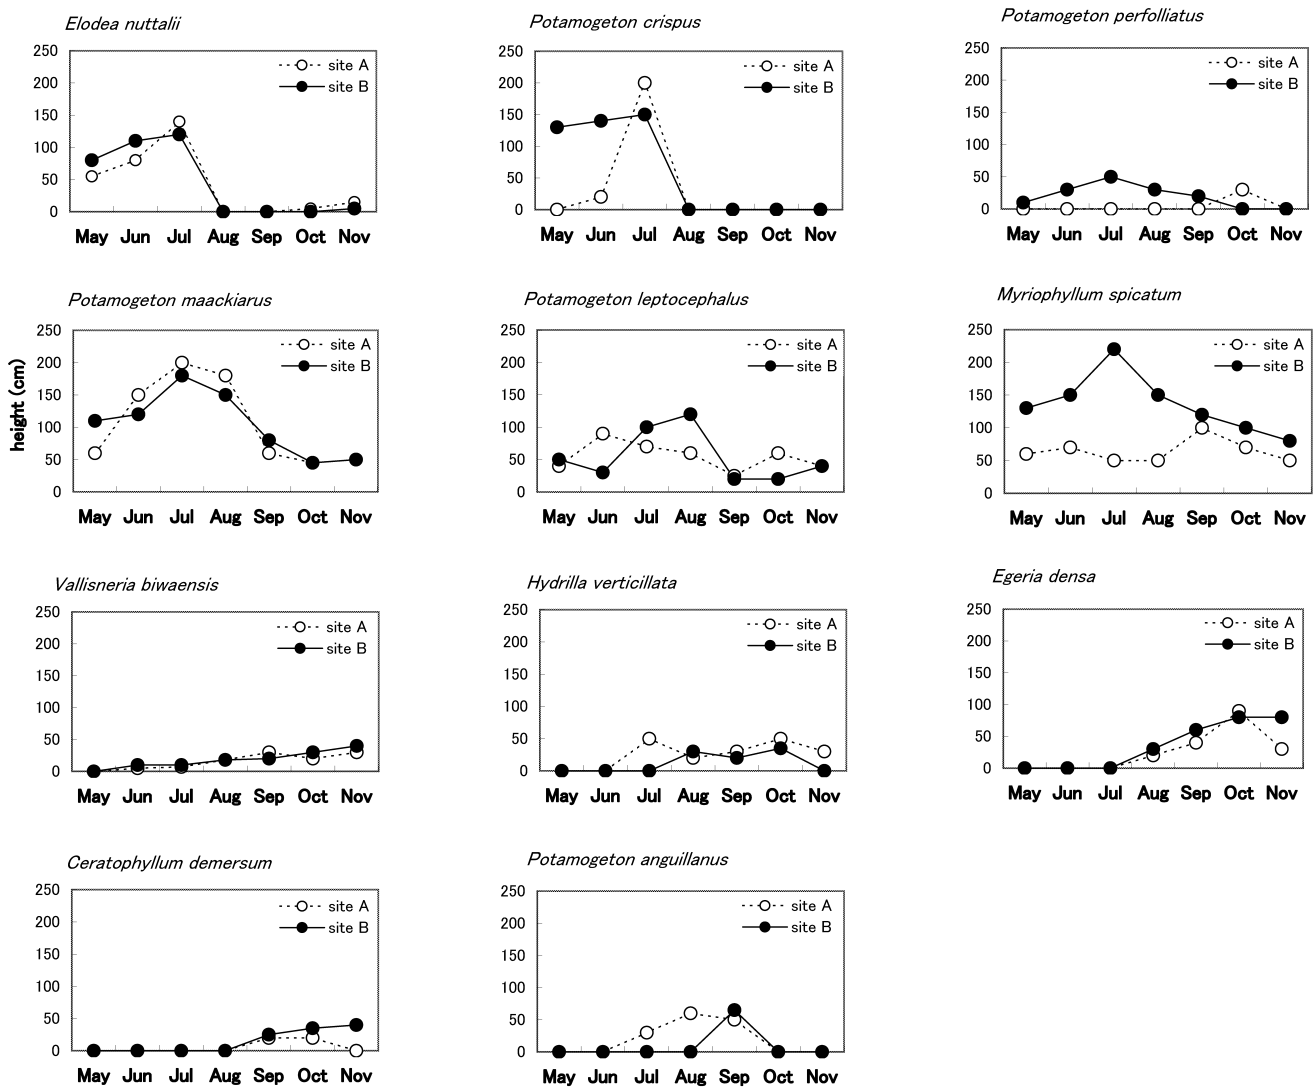 Elodea nuttalii
250
200
150
100
50
0
site A
site B
May Jun Jul Aug Sep Oct Nov
Potamogeton crispus
250
200
150
100
50
0
site A
site B
May Jun Jul Aug Sep Oct Nov
Potamogeton perfolliatus
250
200
150
100
50
0
site A
site B
May Jun Jul Aug Sep Oct Nov
height (cm)
Potamogeton maackiarus
250
200
150
100
50
0
site A
site B
May Jun Jul Aug Sep Oct Nov
Potamogeton leptocephalus
250
200
150
100
50
0
site A
site B
May Jun Jul Aug Sep Oct Nov
Myriophyllum spicatum
250
200
150
100
50
0
site A
site B
May Jun Jul Aug Sep Oct Nov
Vallisneria biwaensis
250
200
150
100
50
0
site A
site B
May Jun Jul Aug Sep Oct Nov
Hydrilla verticillata
250
200
150
100
50
0
site A
site B
May Jun Jul Aug Sep Oct Nov
Egeria densa
250
200
150
100
50
0
site A
site B
May Jun Jul Aug Sep Oct Nov
Ceratophyllum demersum
250
200
150
100
50
0
site A
site B
May Jun Jul Aug Sep Oct Nov
Potamogeton anguillanus
250
200
150
100
50
0
site A
site B
May Jun Jul Aug Sep Oct Nov